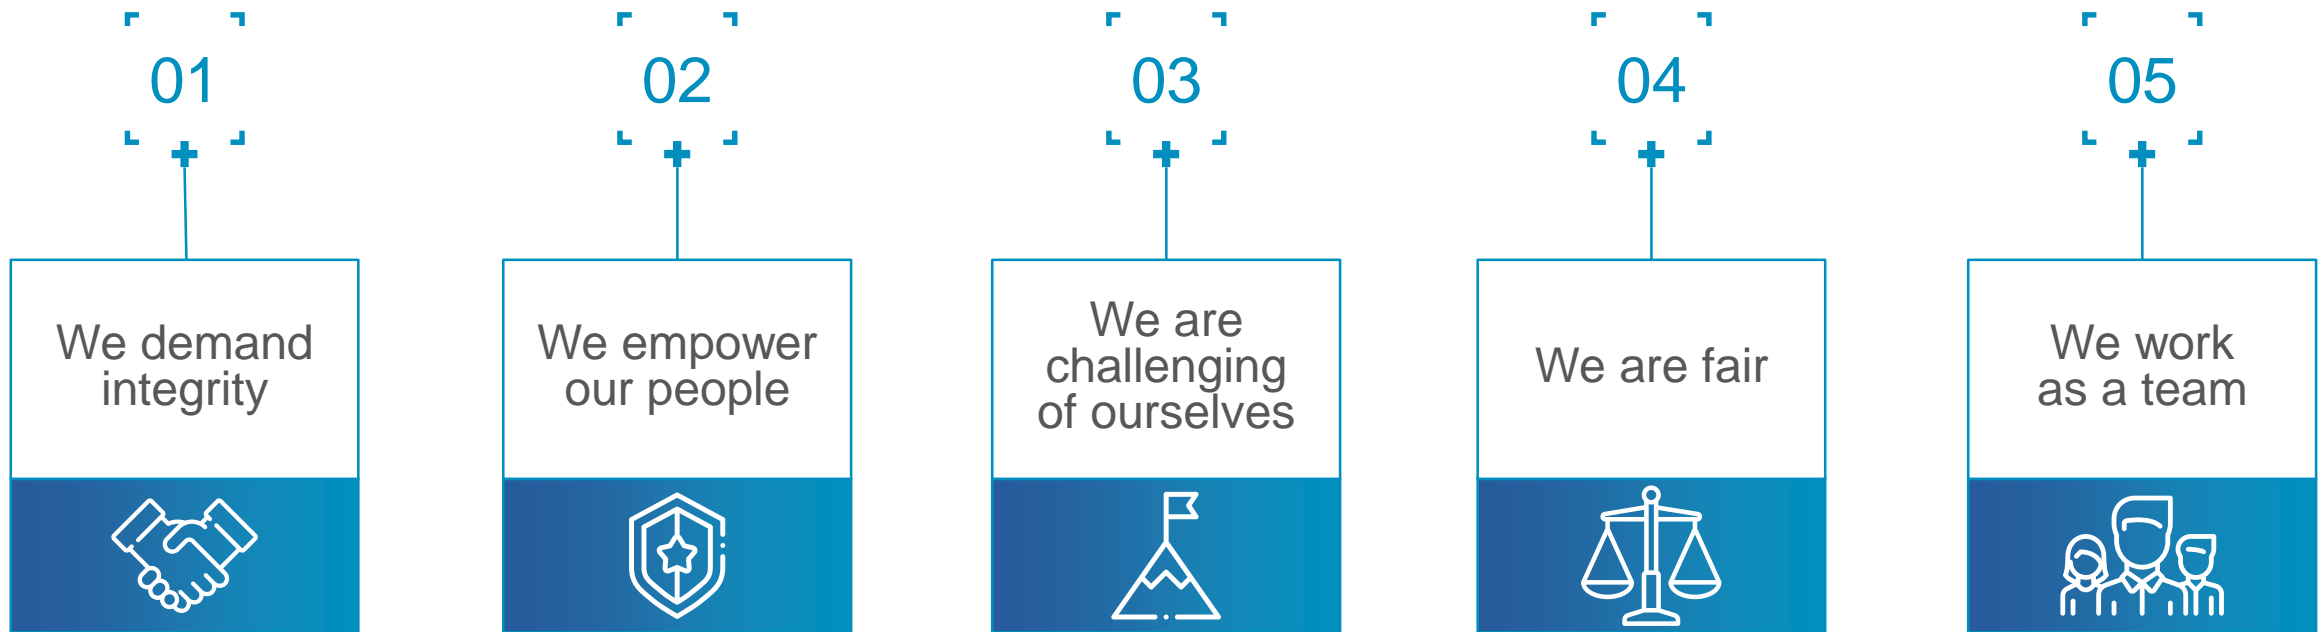 01
We demand
integrity
02
We empower
our people
03
We are
challenging
of ourselves
04
We are fair
05
We work
as a team